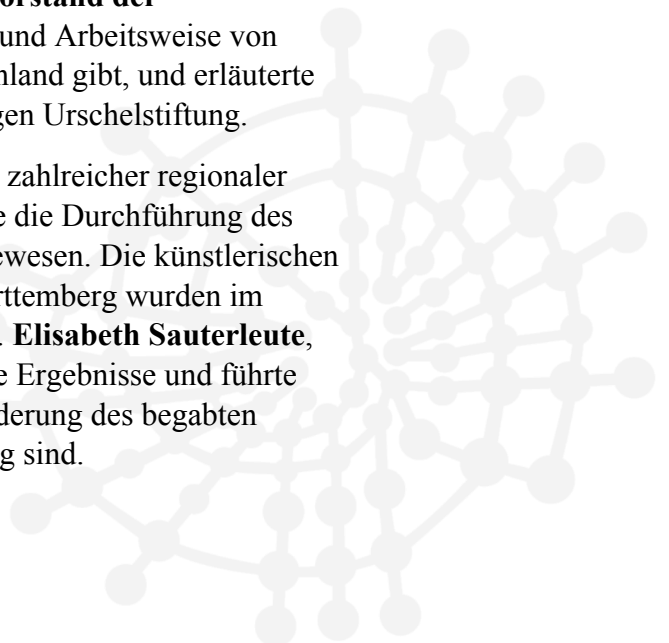 orstand der
und Arbeitsweise von
nland gibt, und erläuterte
gen Urschelstiftung.
zahlreicher regionaler
e die Durchführung des
ewesen. Die künstlerischen
rttemberg wurden im
. Elisabeth Sauterleute,
e Ergebnisse und führte
derung des begabten
g sind.